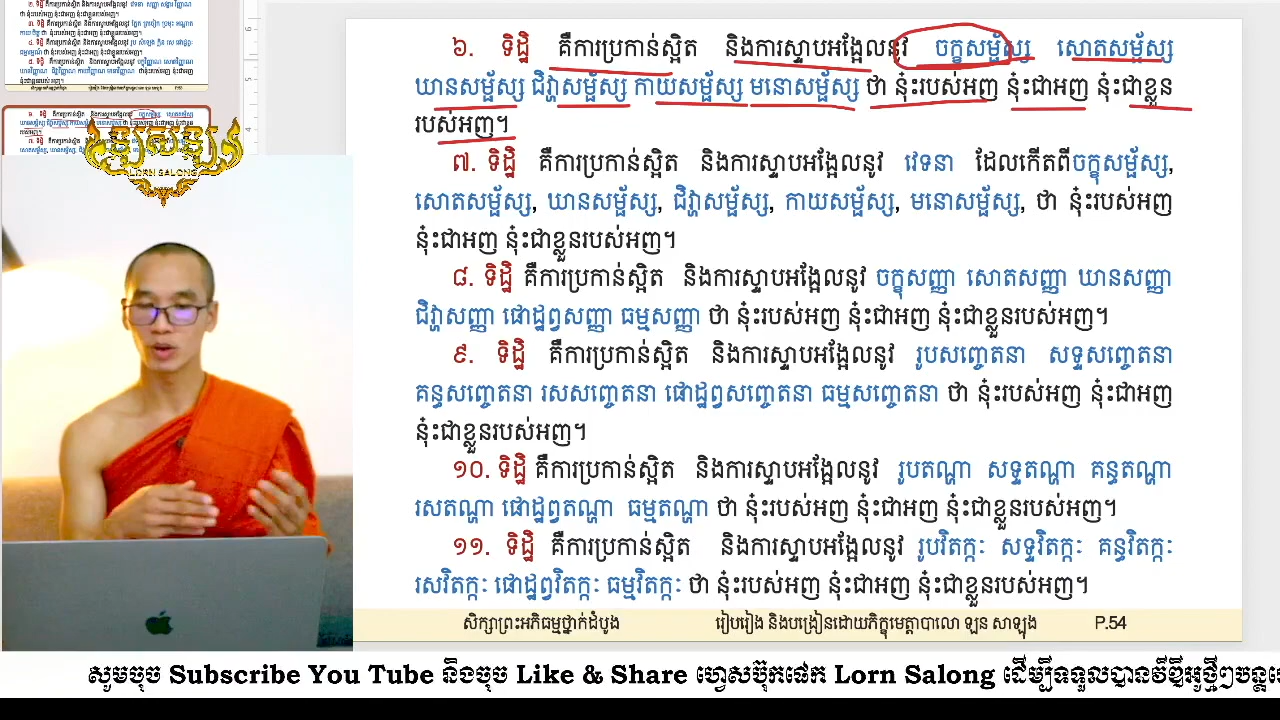 ៦. ទិដ្ឋិ គឺការប្រកាន់ស្អិត និងការស្ទាបអង្អែលនូវ ចក្ខុសម្ផ័ស្ស សោតសម្ផ័ស្ស
ឃានសម្ផ័ស្ស ជិវ្ហាសម្ផ័ស្ស កាយសម្ផ័ស្ស មនោសម្ផ័ស្ស ថា នុ៎ះរបស់អញ នុ៎ះជាអញ នុ៎ះជាខ្លួន
របស់អញ។
៧. ទិដ្ឋិ គឺការប្រកាន់ស្អិត និងការស្ទាបអង្អែលនូវ វេទនា ដែលកើតពីចក្ខុសម្ផ័ស្ស,
សោតសម្ផ័ស្ស, ឃានសម្ផ័ស្ស, ជិវ្ហាសម្ផ័ស្ស, កាយសម្ផ័ស្ស, មនោសម្ផ័ស្ស, ថា នុ៎ះរបស់អញ
នុ៎ះជាអញ នុ៎ះជាខ្លួនរបស់អញ។
៨. ទិដ្ឋិ គឺការប្រកាន់ស្អិត និងការស្ទាបអង្អែលនូវ ចក្ខុសញ្ញា សោតសញ្ញា ឃានសញ្ញា
ជិវ្ហាសញ្ញា ផោដ្ឋព្វសញ្ញា ធម្មសញ្ញា ថា នុ៎ះរបស់អញ នុ៎ះជាអញ នុ៎ះជាខ្លួនរបស់អញ។
៩. ទិដ្ឋិ គឺការប្រកាន់ស្អិត និងការស្ទាបអង្អែលនូវ រូបសញ្ចេតនា សទ្ទសញ្ចេតនា
គន្ធសញ្ចេតនា រសសញ្ចេតនា ផោដ្ឋព្វសញ្ចេតនា ធម្មសញ្ចេតនា ថា នុ៎ះរបស់អញ នុ៎ះជាអញ
នុ៎ះជាខ្លួនរបស់អញ។
១០. ទិដ្ឋិ គឺការប្រកាន់ស្អិត និងការស្ទាបអង្អែលនូវ រូបតណ្ហា សទ្ទតណ្ហា គន្ធតណ្ហា
រសតណ្ហា ផោដ្ឋព្វតណ្ហា ធម្មតណ្ហា ថា នុ៎ះរបស់អញ នុ៎ះជាអញ នុ៎ះជាខ្លួនរបស់អញ។
១១. ទិដ្ឋិ គឺការប្រកាន់ស្អិត និងការស្ទាបអង្អែលនូវ រូបវិតក្កៈ សទ្ទវិតក្កៈ គន្ធវិតក្កៈ
រសវិតក្កៈ ផោដ្ឋព្វវិតក្កៈ ធម្មវិតក្កៈ ថា នុ៎ះរបស់អញ នុ៎ះជាអញ នុ៎ះជាខ្លួនរបស់អញ។
សិក្សាព្រះអភិធម្មថ្នាក់ដំបូង រៀបរៀង និងបង្រៀនដោយភិក្ខុមេត្តាបាលោ ឡន សាឡុង P.54
LORN SALONG
សូមចុច Subscribe You Tube និងចុច Like & Share ហ្វេសប៊ុកផេក Lorn Salong ដើម្បីទទួលបានវីឌីអូថ្មីៗបន្ត